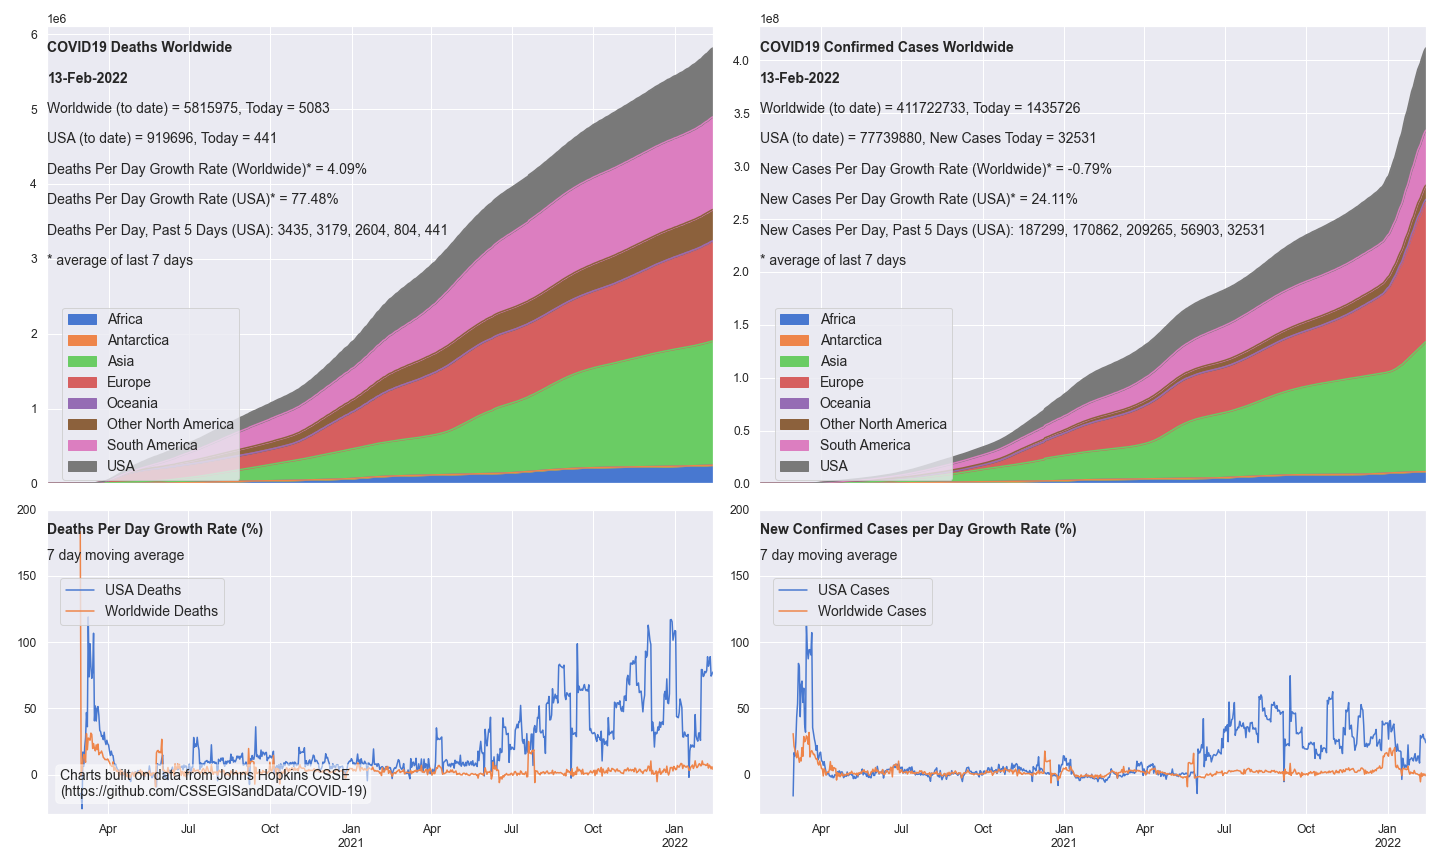 1e6
6
5
4
3
2
1
0
COVID19 Deaths Worldwide
13-Feb-2022
Worldwide (to date) = 5815975, Today = 5083
USA (to date) = 919696, Today = 441
Deaths Per Day Growth Rate (Worldwide)* = 4.09%
Deaths Per Day Growth Rate (USA)* = 77.48%
Deaths Per Day, Past 5 Days (USA): 3435, 3179, 2604, 804, 441
* average of last 7 days
Africa
Antarctica
Asia
Europe
Oceania
Other North America
South America
USA
1e8
4.0
3.5
3.0
2.5
2.0
1.5
1.0
0.5
0.0
COVID19 Confirmed Cases Worldwide
13-Feb-2022
Worldwide (to date) = 411722733, Today = 1435726
USA (to date) = 77739880, New Cases Today = 32531
New Cases Per Day Growth Rate (Worldwide)* = -0.79%
New Cases Per Day Growth Rate (USA)* = 24.11%
New Cases Per Day, Past 5 Days (USA): 187299, 170862, 209265, 56903, 32531
* average of last 7 days
Africa
Antarctica
Asia
Europe
Oceania
Other North America
South America
USA
200
150
100
50
0
Deaths Per Day Growth Rate (%)
7 day moving average
USA Deaths
Worldwide Deaths
Charts built on data from Johns Hopkins CSSE
(https://github.com/CSSEGISandData/COVID-19)
Apr Jul Oct Jan Apr Jul Oct Jan
2021 2022
200
150
100
50
0
New Confirmed Cases per Day Growth Rate (%)
7 day moving average
USA Cases
Worldwide Cases
Apr Jul Oct Jan Apr Jul Oct Jan
2021 2022